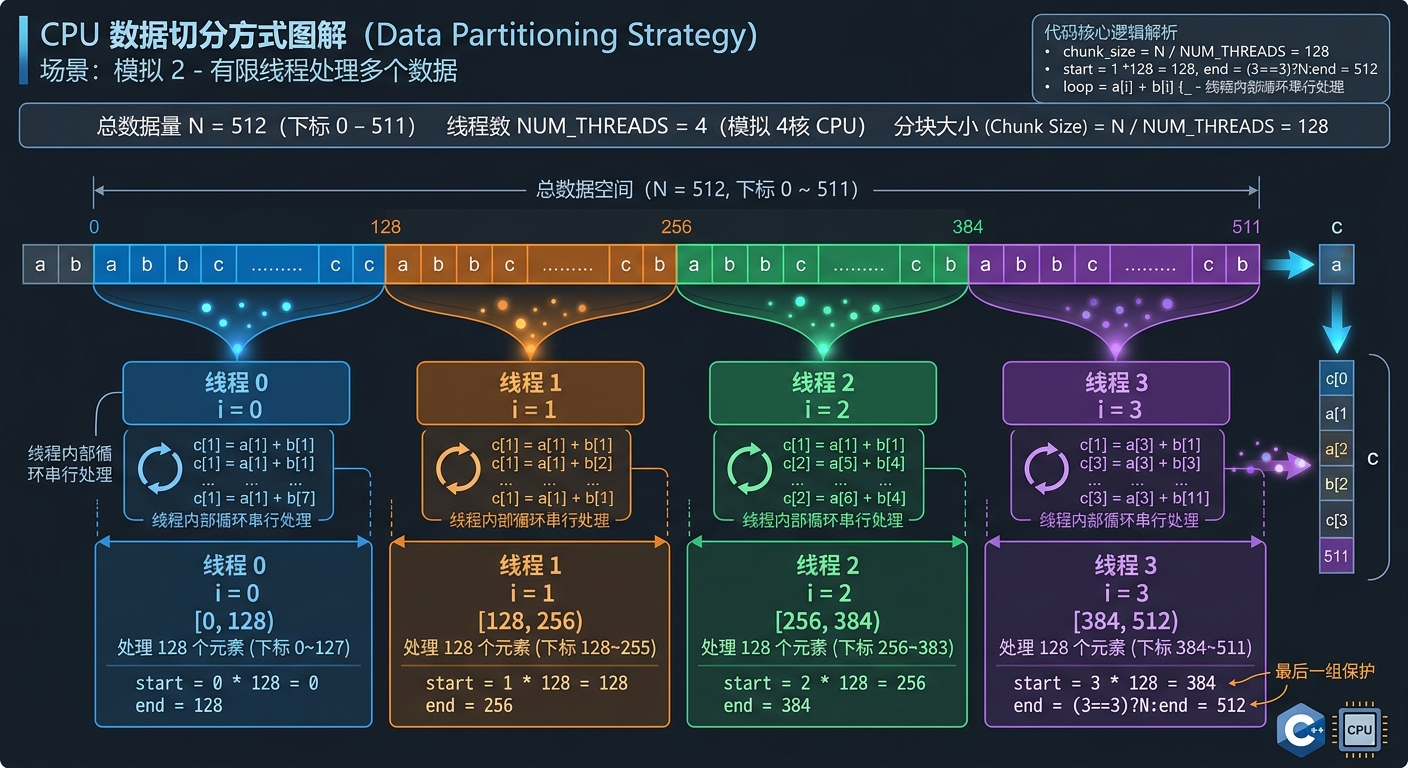 CPU 数据切分方式图解（Data Partitioning Strategy）
场景：模拟 2 - 有限线程处理多个数据
代码核心逻辑解析
• chunk_size = N / NUM_THREADS = 128
• start = 1 *128 = 128, end = (3==3)?N:end = 512
• loop = a[i] + b[i] {_ - 线程内部循环串行处理
总数据量 N = 512（下标 0 – 511） 线程数 NUM_THREADS = 4（模拟 4核 CPU） 分块大小 (Chunk Size) = N / NUM_THREADS = 128
总数据空间（N = 512, 下标 0 ~ 511）
0 128 256 384 511 c
a b a b b c ......... c c a b b c ......... c b a b b c ......... c b a b b c ......... c b a
线程 0
i = 0
线程内部循
环串行处理
c[1] = a[1] + b[1]
c[1] = a[1] + b[1]
... ... ...
c[1] = a[1] + b[7]
线程内部循环串行处理
线程 1
i = 1
c[1] = a[1] + b[1]
c[1] = a[1] + b[2]
... ... ...
c[1] = a[1] + b[1]
线程内部循环串行处理
线程 2
i = 2
c[1] = a[1] + b[1]
c[2] = a[5] + b[4]
... ... ...
c[2] = a[6] + b[4]
线程内部循环串行处理
线程 3
i = 3
c[1] = a[3] + b[1]
c[3] = a[3] + b[3]
... ... ...
c[3] = a[3] + b[11]
线程内部循环串行处理
c[0
a[1
a[2
b[2
c[3
511
c
线程 0
i = 0
[0, 128)
处理 128 个元素 (下标 0~127)
start = 0 * 128 = 0
end = 128
线程 1
i = 1
[128, 256)
处理 128 个元素 (下标 128~255)
start = 1 * 128 = 128
end = 256
线程 2
i = 2
[256, 384)
处理 128 个元素 (下标 256~383)
start = 2 * 128 = 256
end = 384
线程 3
i = 3
[384, 512)
处理 128 个元素 (下标 384~511)
start = 3 * 128 = 384
end = (3==3)?N:end = 512
最后一组保护
C++
CPU